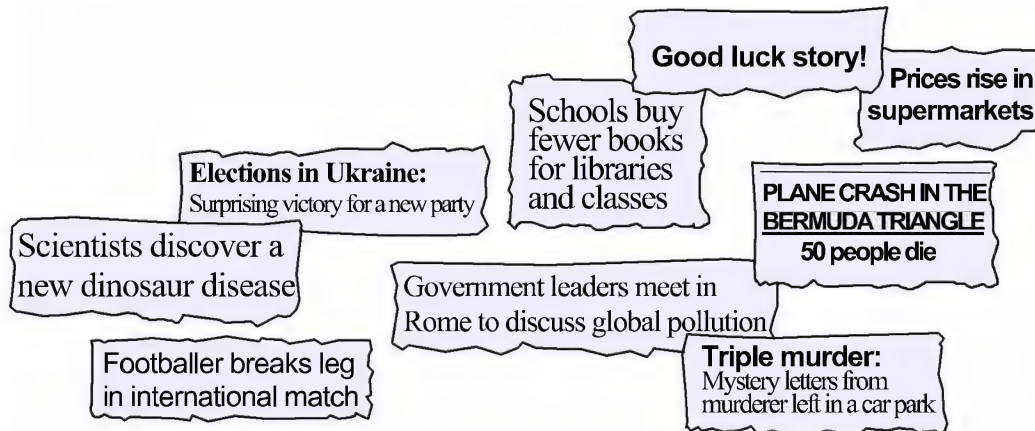 Good luck story!
Prices rise in
supermarkets
Schools buy
fewer books
for libraries
and classes
Elections in Ukraine:
Surprising victory for a new party
PLANE CRASH IN THE
BERMUDA TRIANGLE
50 people die
Scientists discover a
new dinosaur disease
Government leaders meet in
Rome to discuss global pollution
Footballer breaks leg
in international match
Triple murder:
Mystery letters from
murderer left in a car park